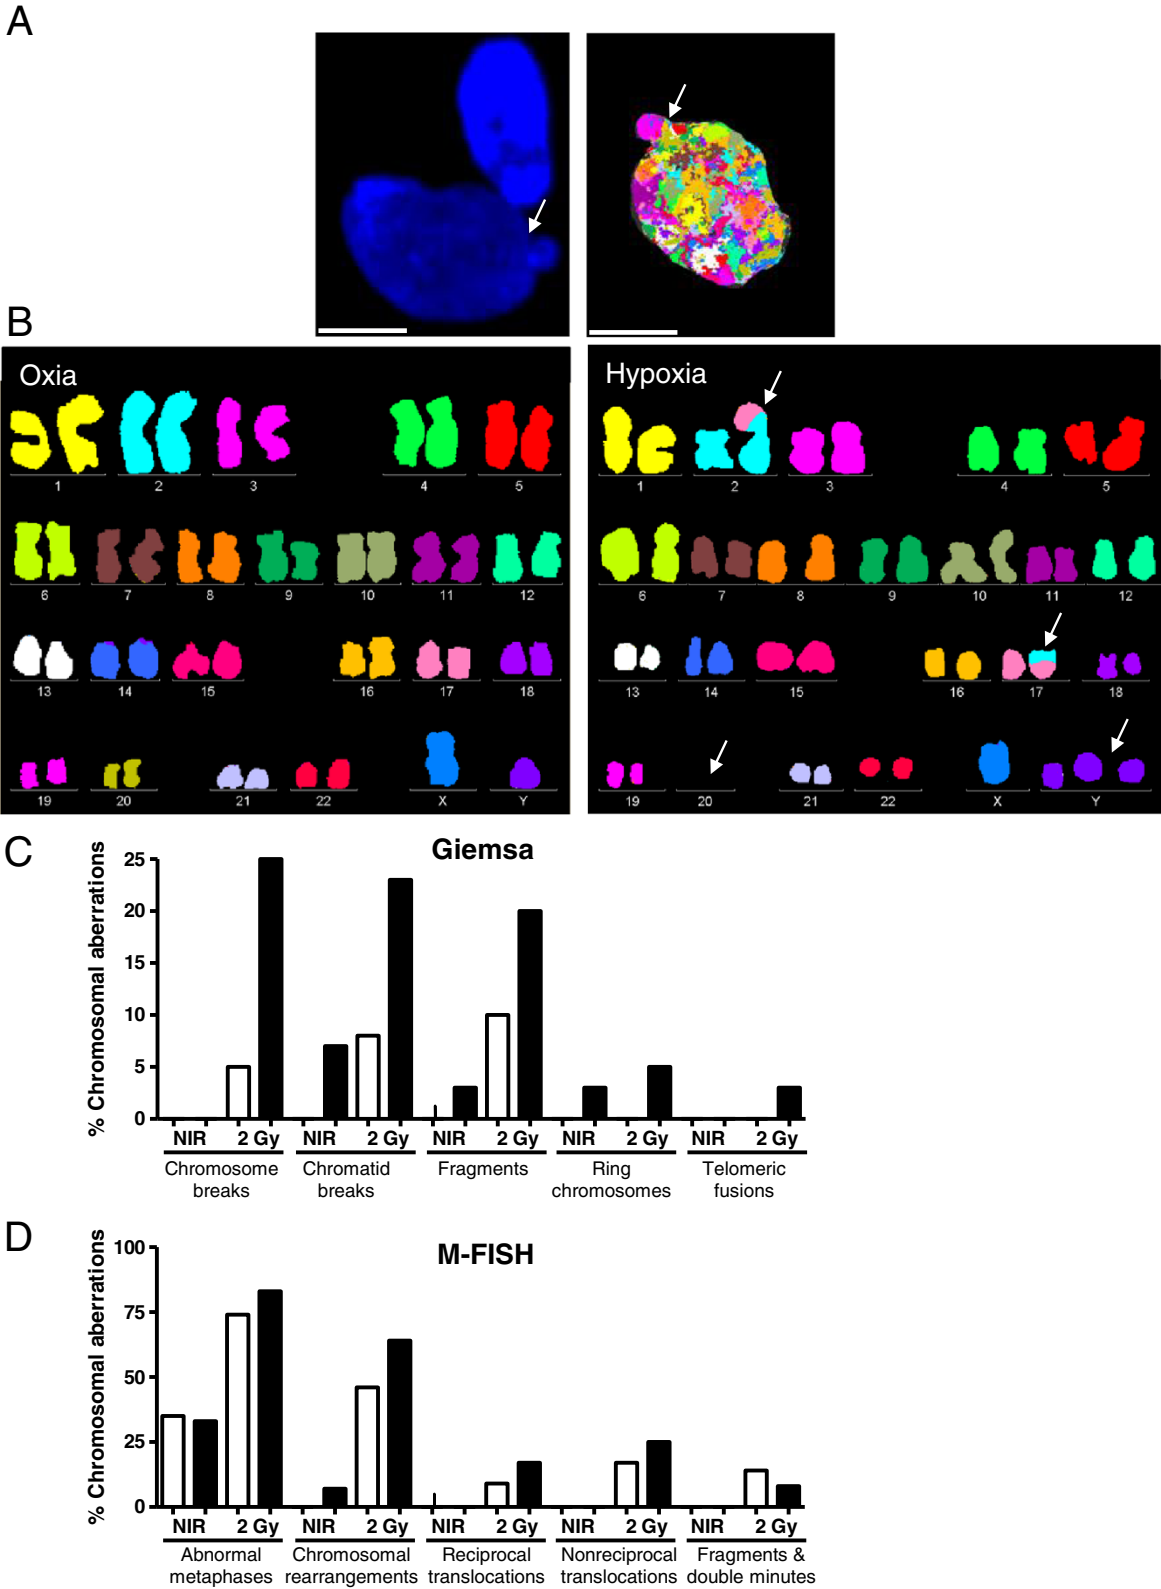 A
B
Oxia
Hypoxia
1 2 3 4 5
1 2 3 4 5
6 7 8 9 10 11 12
6 7 8 9 10 11 12
13 14 15 16 17 18
13 14 15 16 17 18
19 20 21 22 X Y
19 20 21 22 X Y
C
Giemsa
% Chromosomal aberrations
25
20
15
10
5
0
NIR 2 Gy NIR 2 Gy NIR 2 Gy NIR 2 Gy NIR 2 Gy
Chromosome breaks
Chromatid breaks
Fragments
Ring chromosomes
Telomeric fusions
D
M-FISH
% Chromosomal aberrations
100
75
50
25
0
NIR 2 Gy NIR 2 Gy NIR 2 Gy NIR 2 Gy NIR 2 Gy
Abnormal metaphases
Chromosomal rearrangements
Reciprocal translocations
Nonreciprocal translocations
Fragments & double minutes